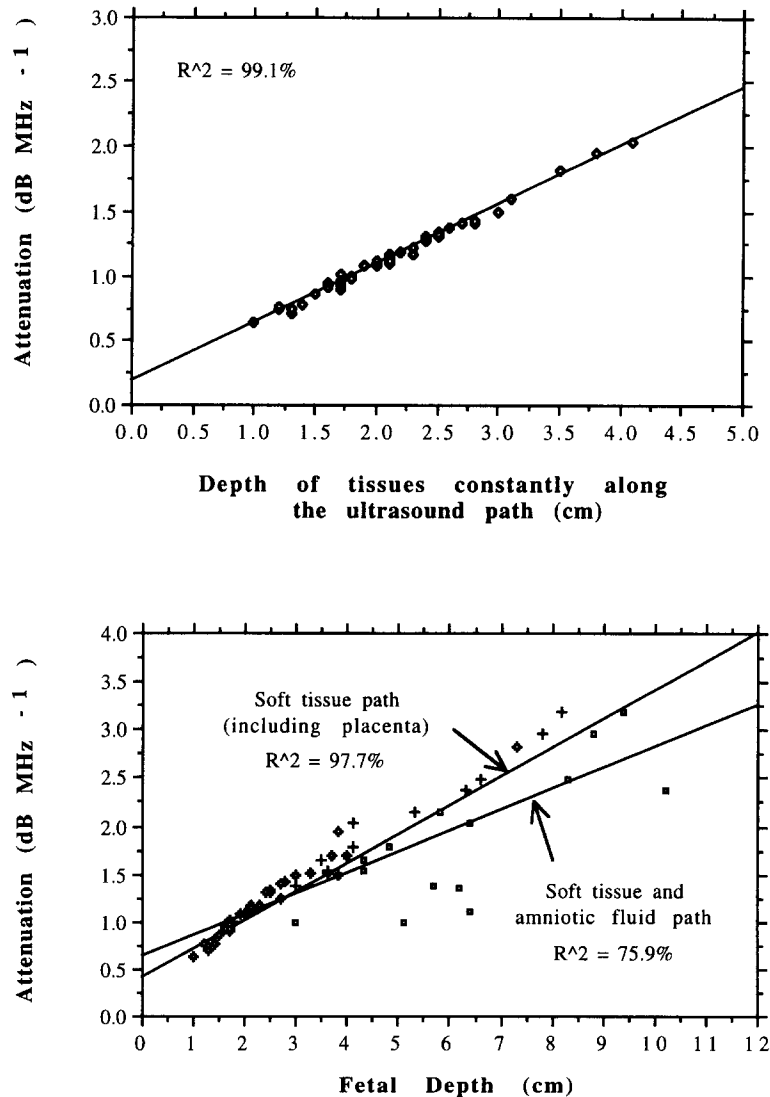 3.0
2.5
2.0
1.5
1.0
0.5
0.0
Attenuation (dB MHz - 1 )
R^2 = 99.1%
0.0 0.5 1.0 1.5 2.0 2.5 3.0 3.5 4.0 4.5 5.0
Depth of tissues constantly along
the ultrasound path (cm)
4.0
3.5
3.0
2.5
2.0
1.5
1.0
0.5
0.0
Attenuation (dB MHz - 1 )
Soft tissue path
(including placenta)
R^2 = 97.7%
Soft tissue and
amniotic fluid path
R^2 = 75.9%
0 1 2 3 4 5 6 7 8 9 10 11 12
Fetal Depth (cm)